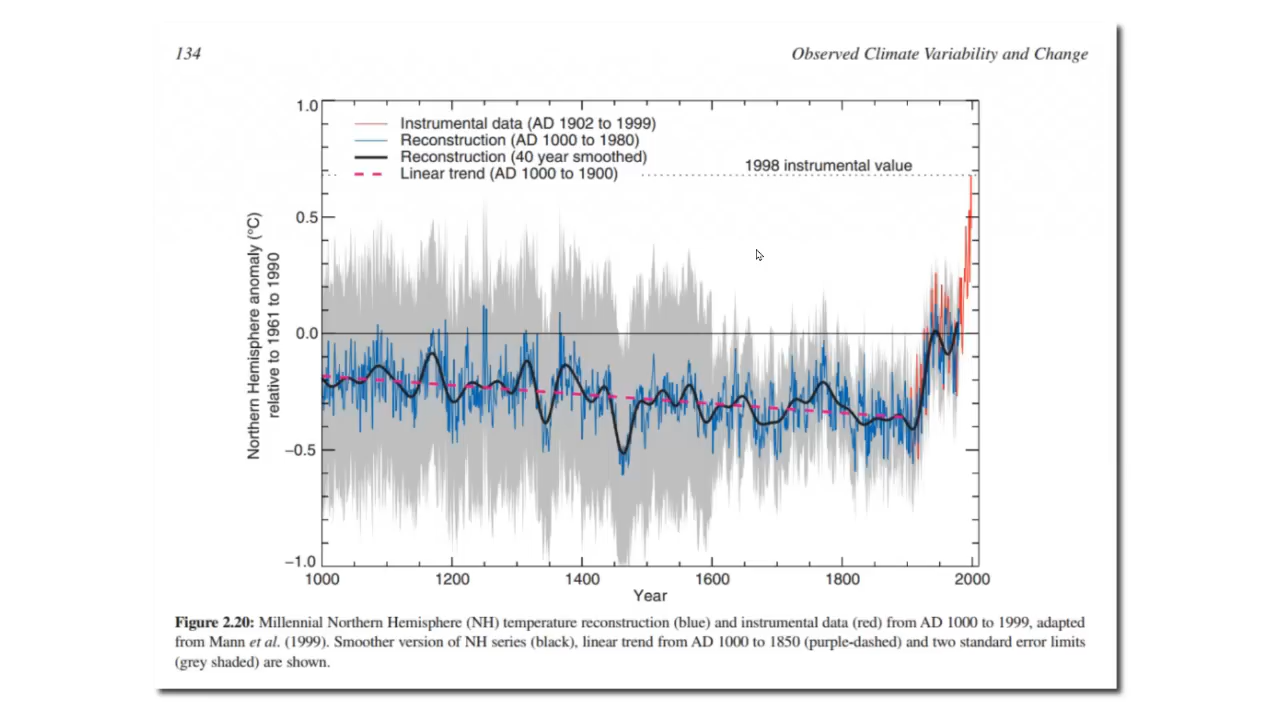 134 Observed Climate Variability and Change
1.0
Instrumental data (AD 1902 to 1999)
Reconstruction (AD 1000 to 1980)
Reconstruction (40 year smoothed)
Linear trend (AD 1000 to 1900)
1998 instrumental value
0.5
0.0
−0.5
−1.0
Northern Hemisphere anomaly (°C)
relative to 1961 to 1990
1000 1200 1400 1600 1800 2000
Year
Figure 2.20: Millennial Northern Hemisphere (NH) temperature reconstruction (blue) and instrumental data (red) from AD 1000 to 1999, adapted
from Mann et al. (1999). Smoother version of NH series (black), linear trend from AD 1000 to 1850 (purple-dashed) and two standard error limits
(grey shaded) are shown.